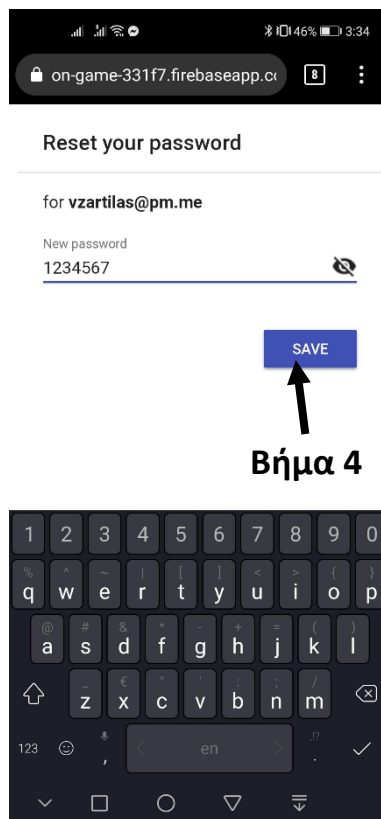 46% 3:34
on-game-331f7.firebaseapp.co
8
Reset your password
for vzartilas@pm.me
New password
1234567
SAVE
Βήμα 4
1 2 3 4 5 6 7 8 9 0
% ^ ~ | [ ] < > { }
q w e r t y u i o p
@ # & * - + = ( )
a s d f g h j k l
_ € " ' : ; /
z x c v b n m
123 , en .
!?